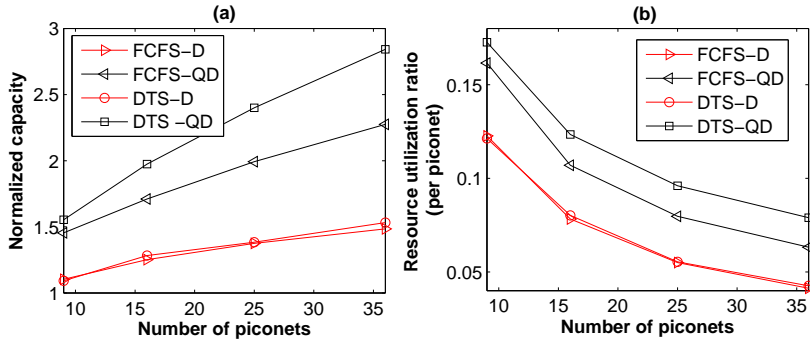 (a)
Normalized capacity
3
2.5
2
1.5
1
FCFS-D
FCFS-QD
DTS-D
DTS -QD
10
15
20
25
30
35
Number of piconets
(b)
Resource utilization ratio
(per piconet)
0.15
0.1
0.05
FCFS-D
FCFS-QD
DTS-D
DTS-QD
10
15
20
25
30
35
Number of piconets